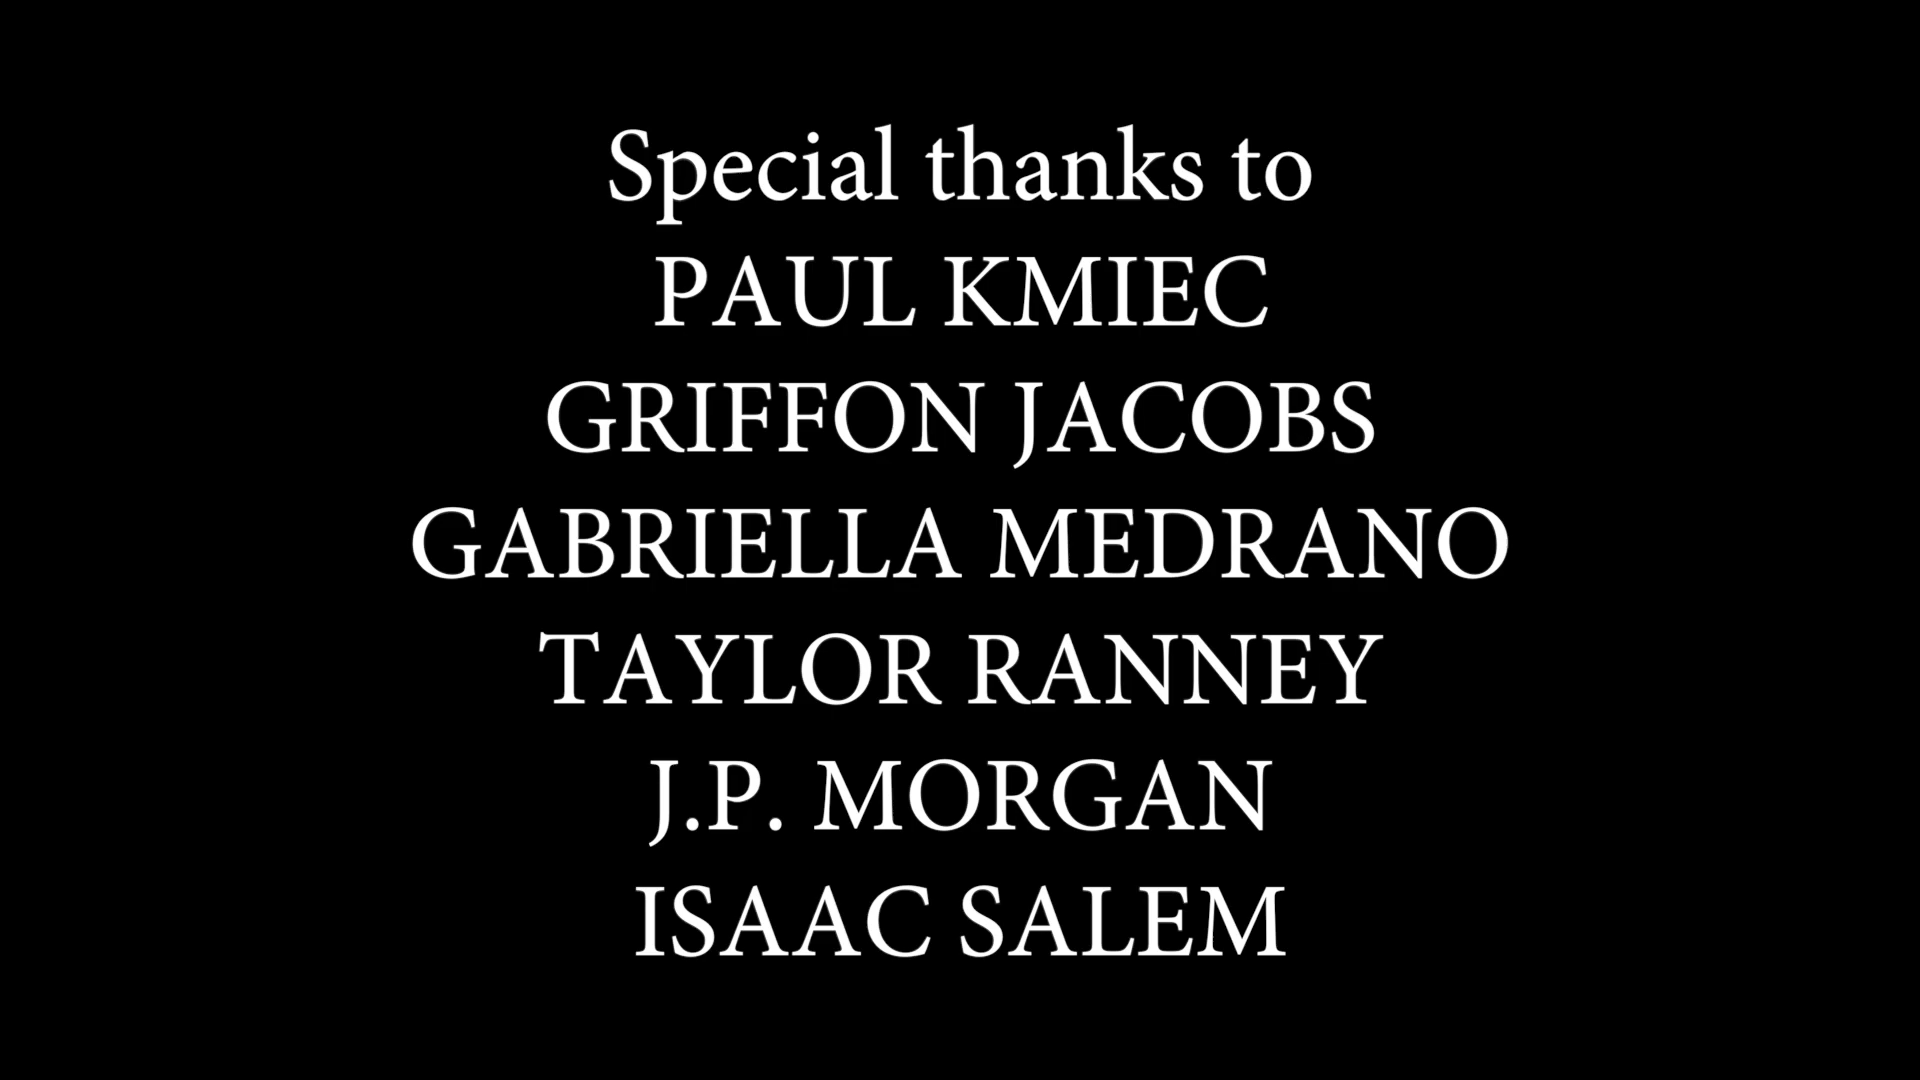 Special thanks to
PAUL KMIEC
GRIFFON JACOBS
GABRIELLA MEDRANO
TAYLOR RANNEY
J.P. MORGAN
ISAAC SALEM